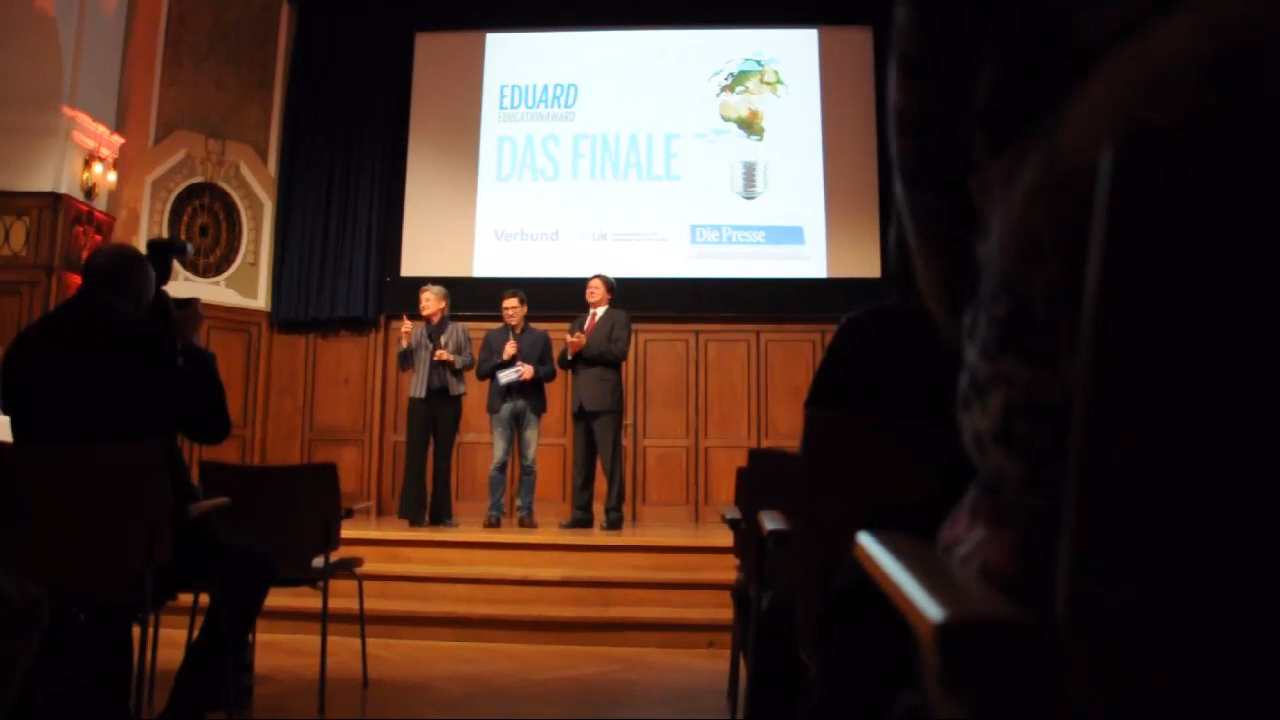 EDUARD
EDUCATIONAWARD
DAS FINALE
Verbund
Die Presse